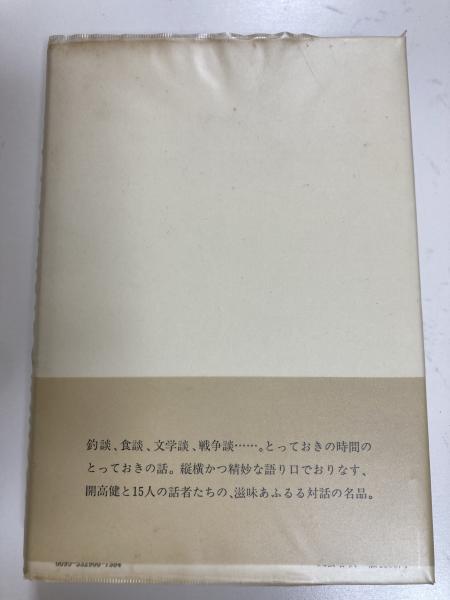 釣談、食談、文学談、戦争談……。とっておきの時間の
とっておきの話。縦横かつ精妙な語り口でおりなす、
開高健と15人の話者たちの、滋味あふるる対話の名品。